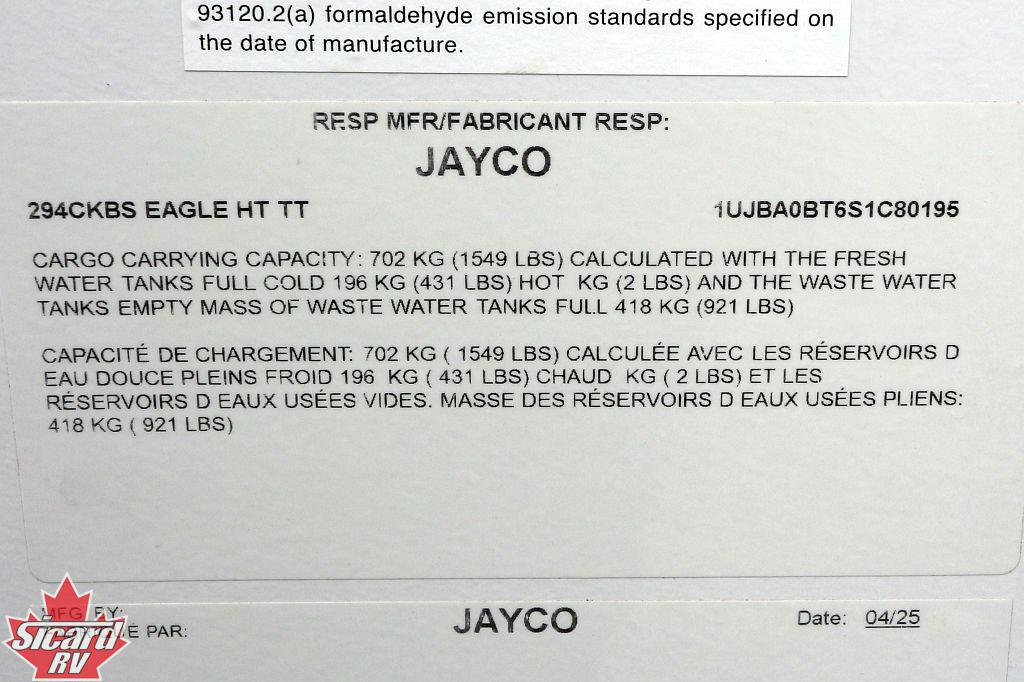 93120.2(a) formaldehyde emission standards specified on
the date of manufacture.
RESP MFR/FABRICANT RESP:
JAYCO
294CKBS EAGLE HT TT 1UJBA0BT6S1C80195
CARGO CARRYING CAPACITY: 702 KG (1549 LBS) CALCULATED WITH THE FRESH
WATER TANKS FULL COLD 196 KG (431 LBS) HOT  KG (2 LBS) AND THE WASTE WATER
TANKS EMPTY MASS OF WASTE WATER TANKS FULL 418 KG (921 LBS)
CAPACITÉ DE CHARGEMENT: 702 KG ( 1549 LBS) CALCULÉE AVEC LES RÉSERVOIRS D
EAU DOUCE PLEINS FROID 196  KG ( 431 LBS) CHAUD  KG ( 2 LBS) ET LES
RÉSERVOIRS D EAUX USÉES VIDES. MASSE DES RÉSERVOIRS D EAUX USÉES PLIENS:
418 KG ( 921 LBS)
MFG BY: JAYCO Date: 04/25
PAR:
Sicard
RV